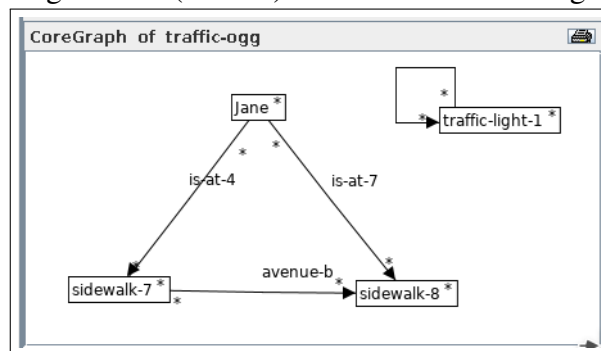 CoreGraph of traffic-ogg
Jane *
*
* traffic-light-1 *
*
*
is-at-4
is-at-7
*
*
avenue-b
sidewalk-7 *
*
*
sidewalk-8 *